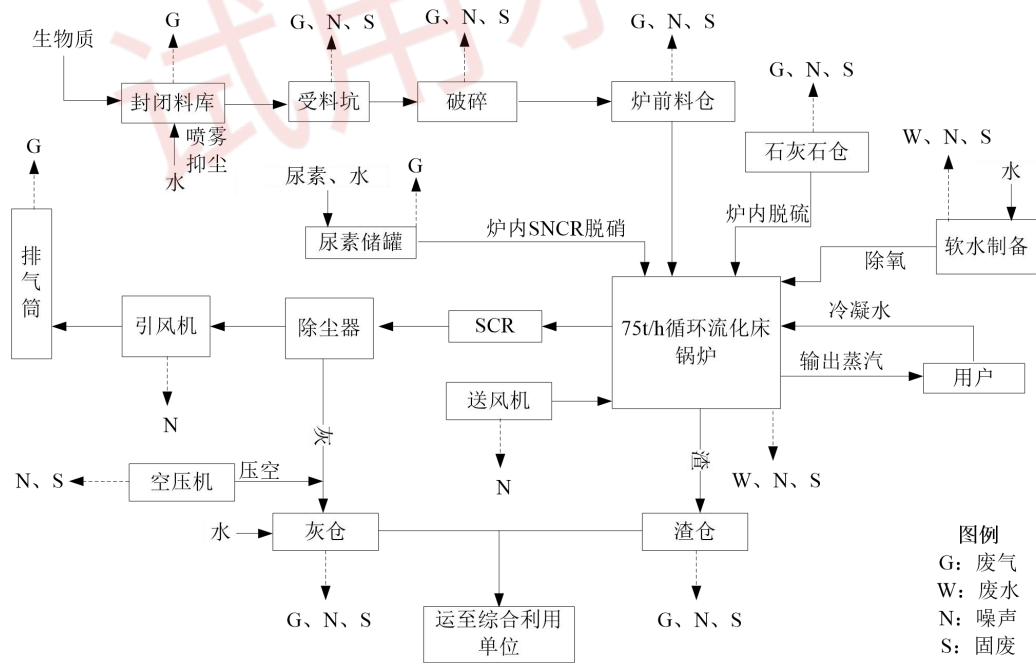 试用水
G
G、N、S
G、N、S
G、N、S
生物质
封闭料库
受料坑
破碎
炉前料仓
G、N、S
喷雾
抑尘
水
石灰石仓
W、N、S
水
G
尿素、水
G
尿素储罐
炉内SNCR脱硝
炉内脱硫
软水制备
除氧
排
气
筒
引风机
除尘器
SCR
75t/h循环流化床
锅炉
冷凝水
输出蒸汽
用户
送风机
N
灰
渣
N
W、N、S
N、S
空压机
压空
水
灰仓
渣仓
G、N、S
G、N、S
运至综合利用
单位
图例
G：废气
W：废水
N：噪声
S：固废